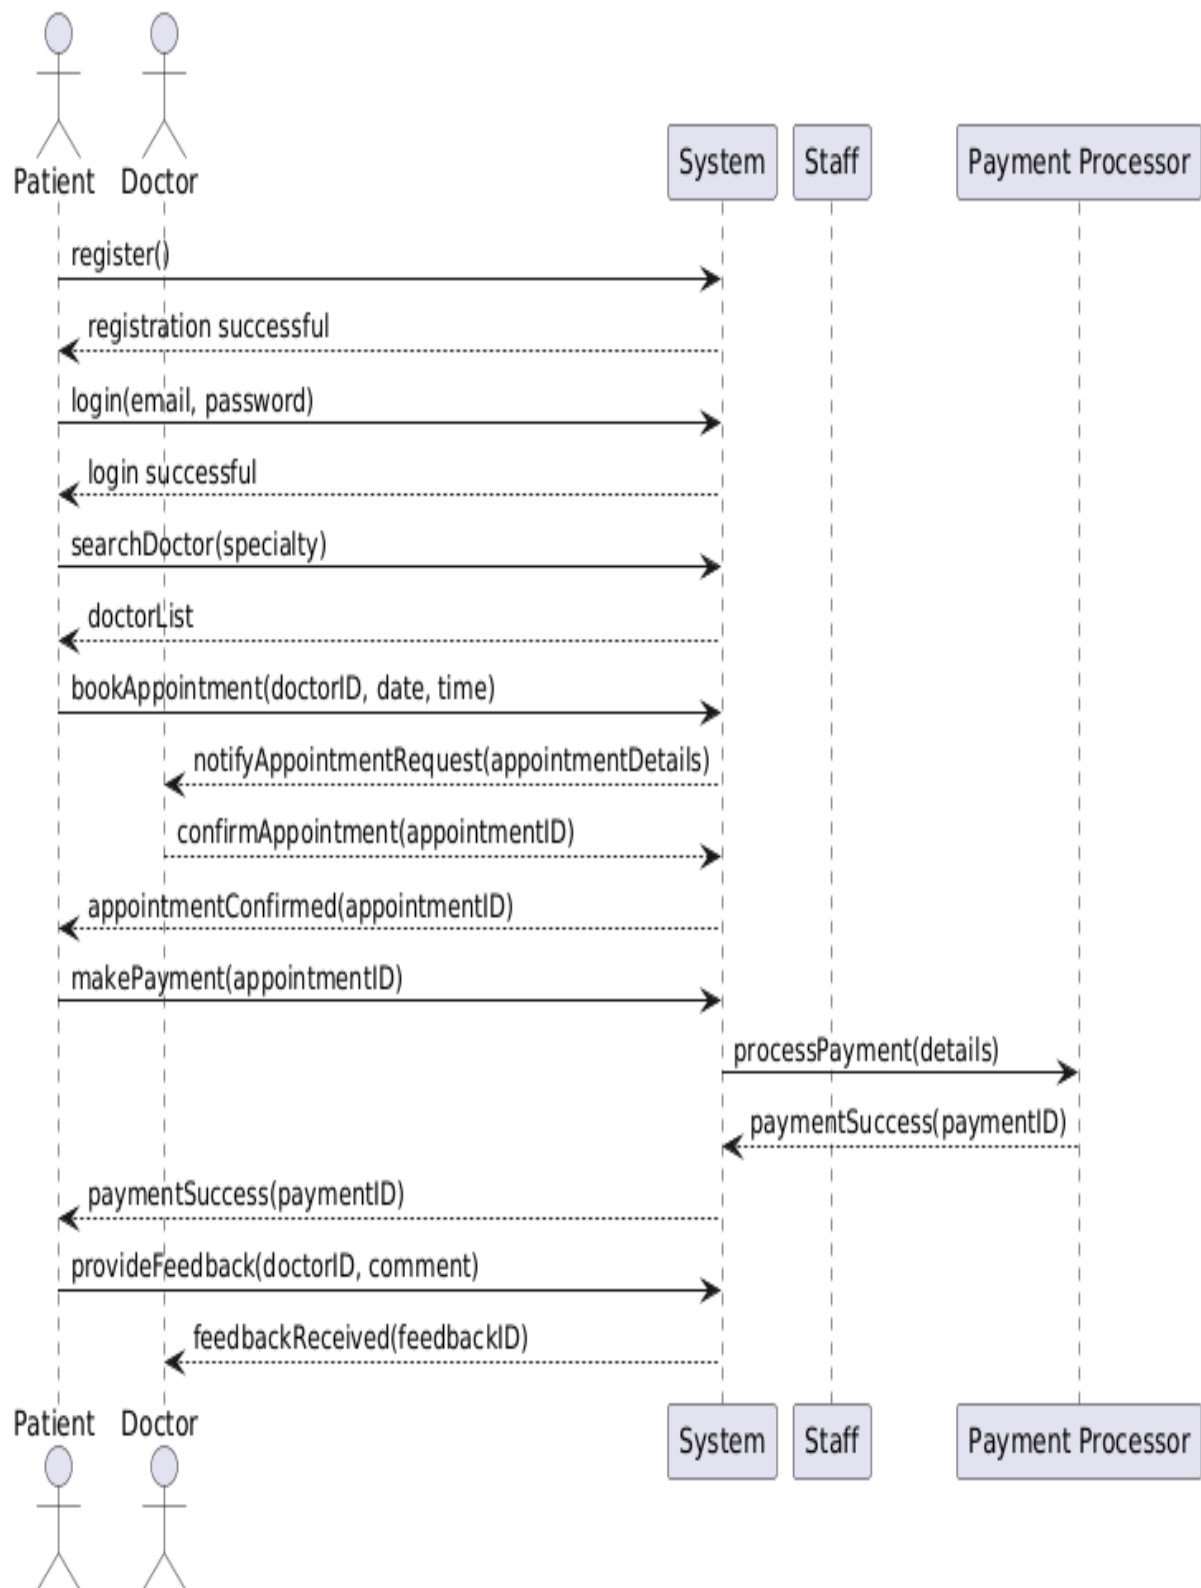 Patient Doctor System Staff Payment Processor
register()
registration successful
login(email, password)
login successful
searchDoctor(specialty)
doctorList
bookAppointment(doctorID, date, time)
notifyAppointmentRequest(appointmentDetails)
confirmAppointment(appointmentID)
appointmentConfirmed(appointmentID)
makePayment(appointmentID)
processPayment(details)
paymentSuccess(paymentID)
paymentSuccess(paymentID)
provideFeedback(doctorID, comment)
feedbackReceived(feedbackID)
Patient Doctor System Staff Payment Processor